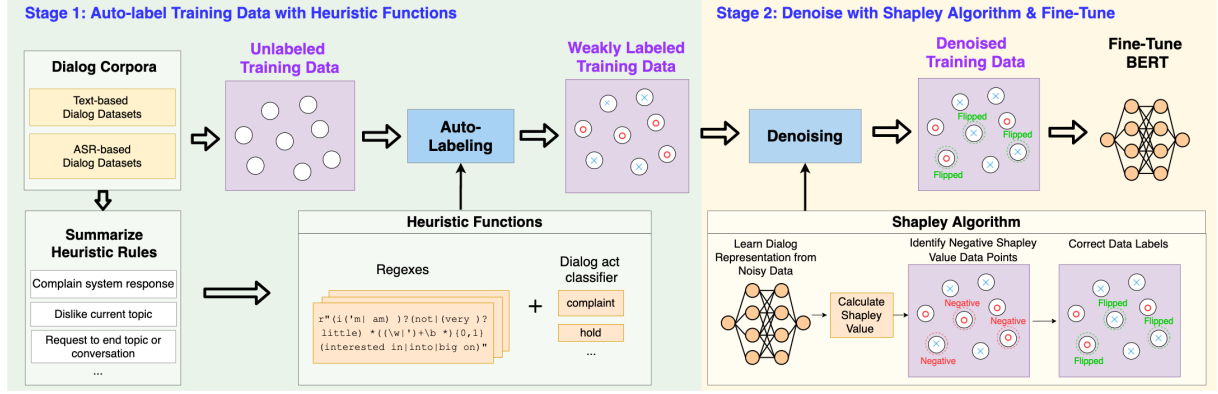 Stage 1: Auto-label Training Data with Heuristic Functions
Dialog Corpora
Text-based
Dialog Datasets
ASR-based
Dialog Datasets
Unlabeled
Training Data
Auto-
Labeling
Weakly Labeled
Training Data
Summarize
Heuristic Rules
Complain system response
Dislike current topic
Request to end topic or
conversation
...
Heuristic Functions
Regexes
r"(i('m| am) )?(not|(very )?
little) *((\w|')+\b *){0,1}
(interested in|into|big on)"
+
Dialog act
classifier
complaint
hold
...
Stage 2: Denoise with Shapley Algorithm & Fine-Tune
Denoising
Denoised
Training Data
Flipped
Flipped
Flipped
Fine-Tune
BERT
Shapley Algorithm
Learn Dialog
Representation from
Noisy Data
Calculate
Shapley
Value
Identify Negative Shapley
Value Data Points
Negative
Negative
Negative
Correct Data Labels
Flipped
Flipped
Flipped